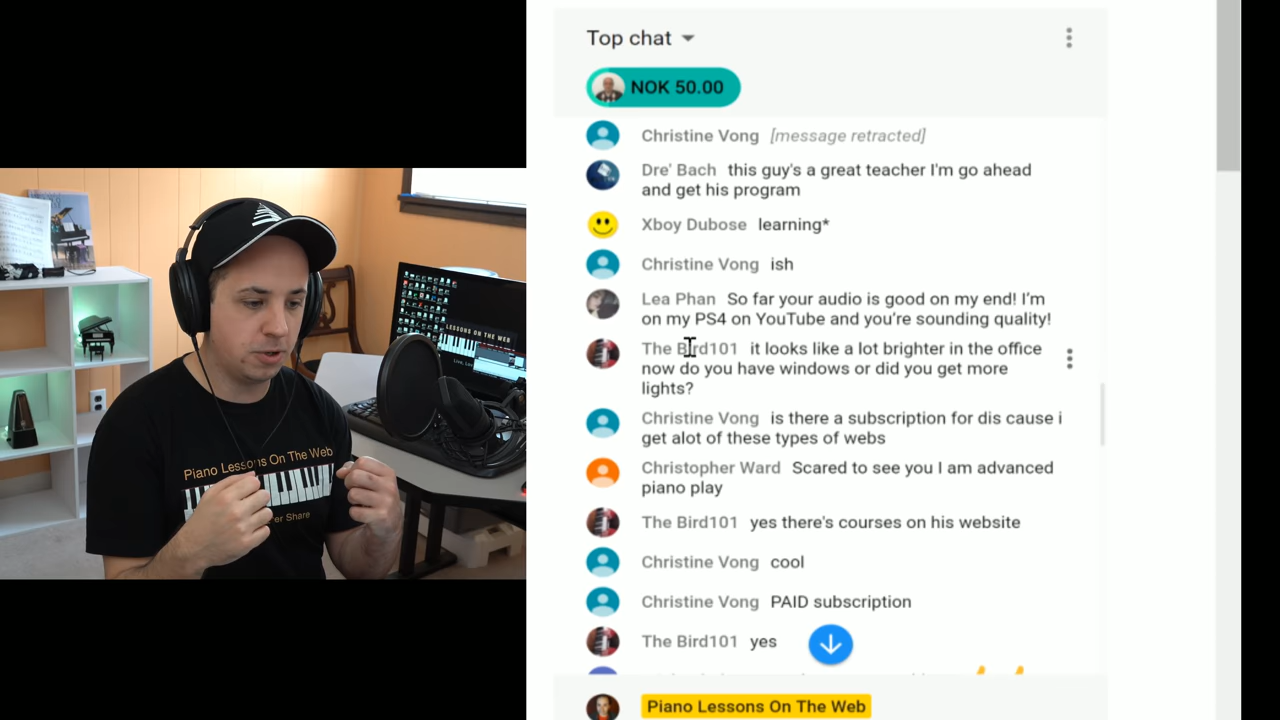 Top chat
NOK 50.00
Christine Vong [message retracted]
Dre' Bach this guy's a great teacher I'm go ahead
and get his program
Xboy Dubose learning*
Christine Vong ish
Lea Phan So far your audio is good on my end! I'm
on my PS4 on YouTube and you're sounding quality!
The Bird101 it looks like a lot brighter in the office
now do you have windows or did you get more
lights?
Christine Vong is there a subscription for dis cause i
get alot of these types of webs
Christopher Ward Scared to see you I am advanced
piano play
The Bird101 yes there's courses on his website
Christine Vong cool
Christine Vong PAID subscription
The Bird101 yes
Piano Lessons On The Web
LESSONS ON THE WEB
Piano Lessons On The Web
er Share